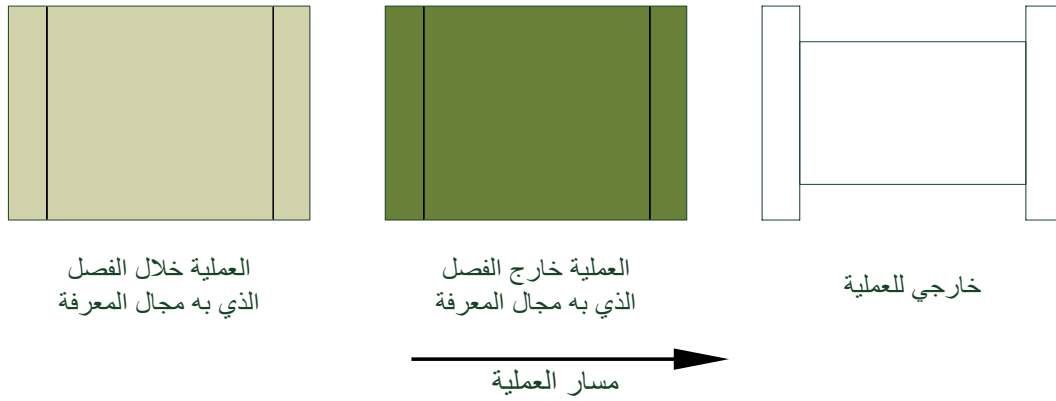 العملية خلال الفصل
الذي به مجال المعرفة
العملية خارج الفصل
الذي به مجال المعرفة
خارجي للعملية
مسار العملية